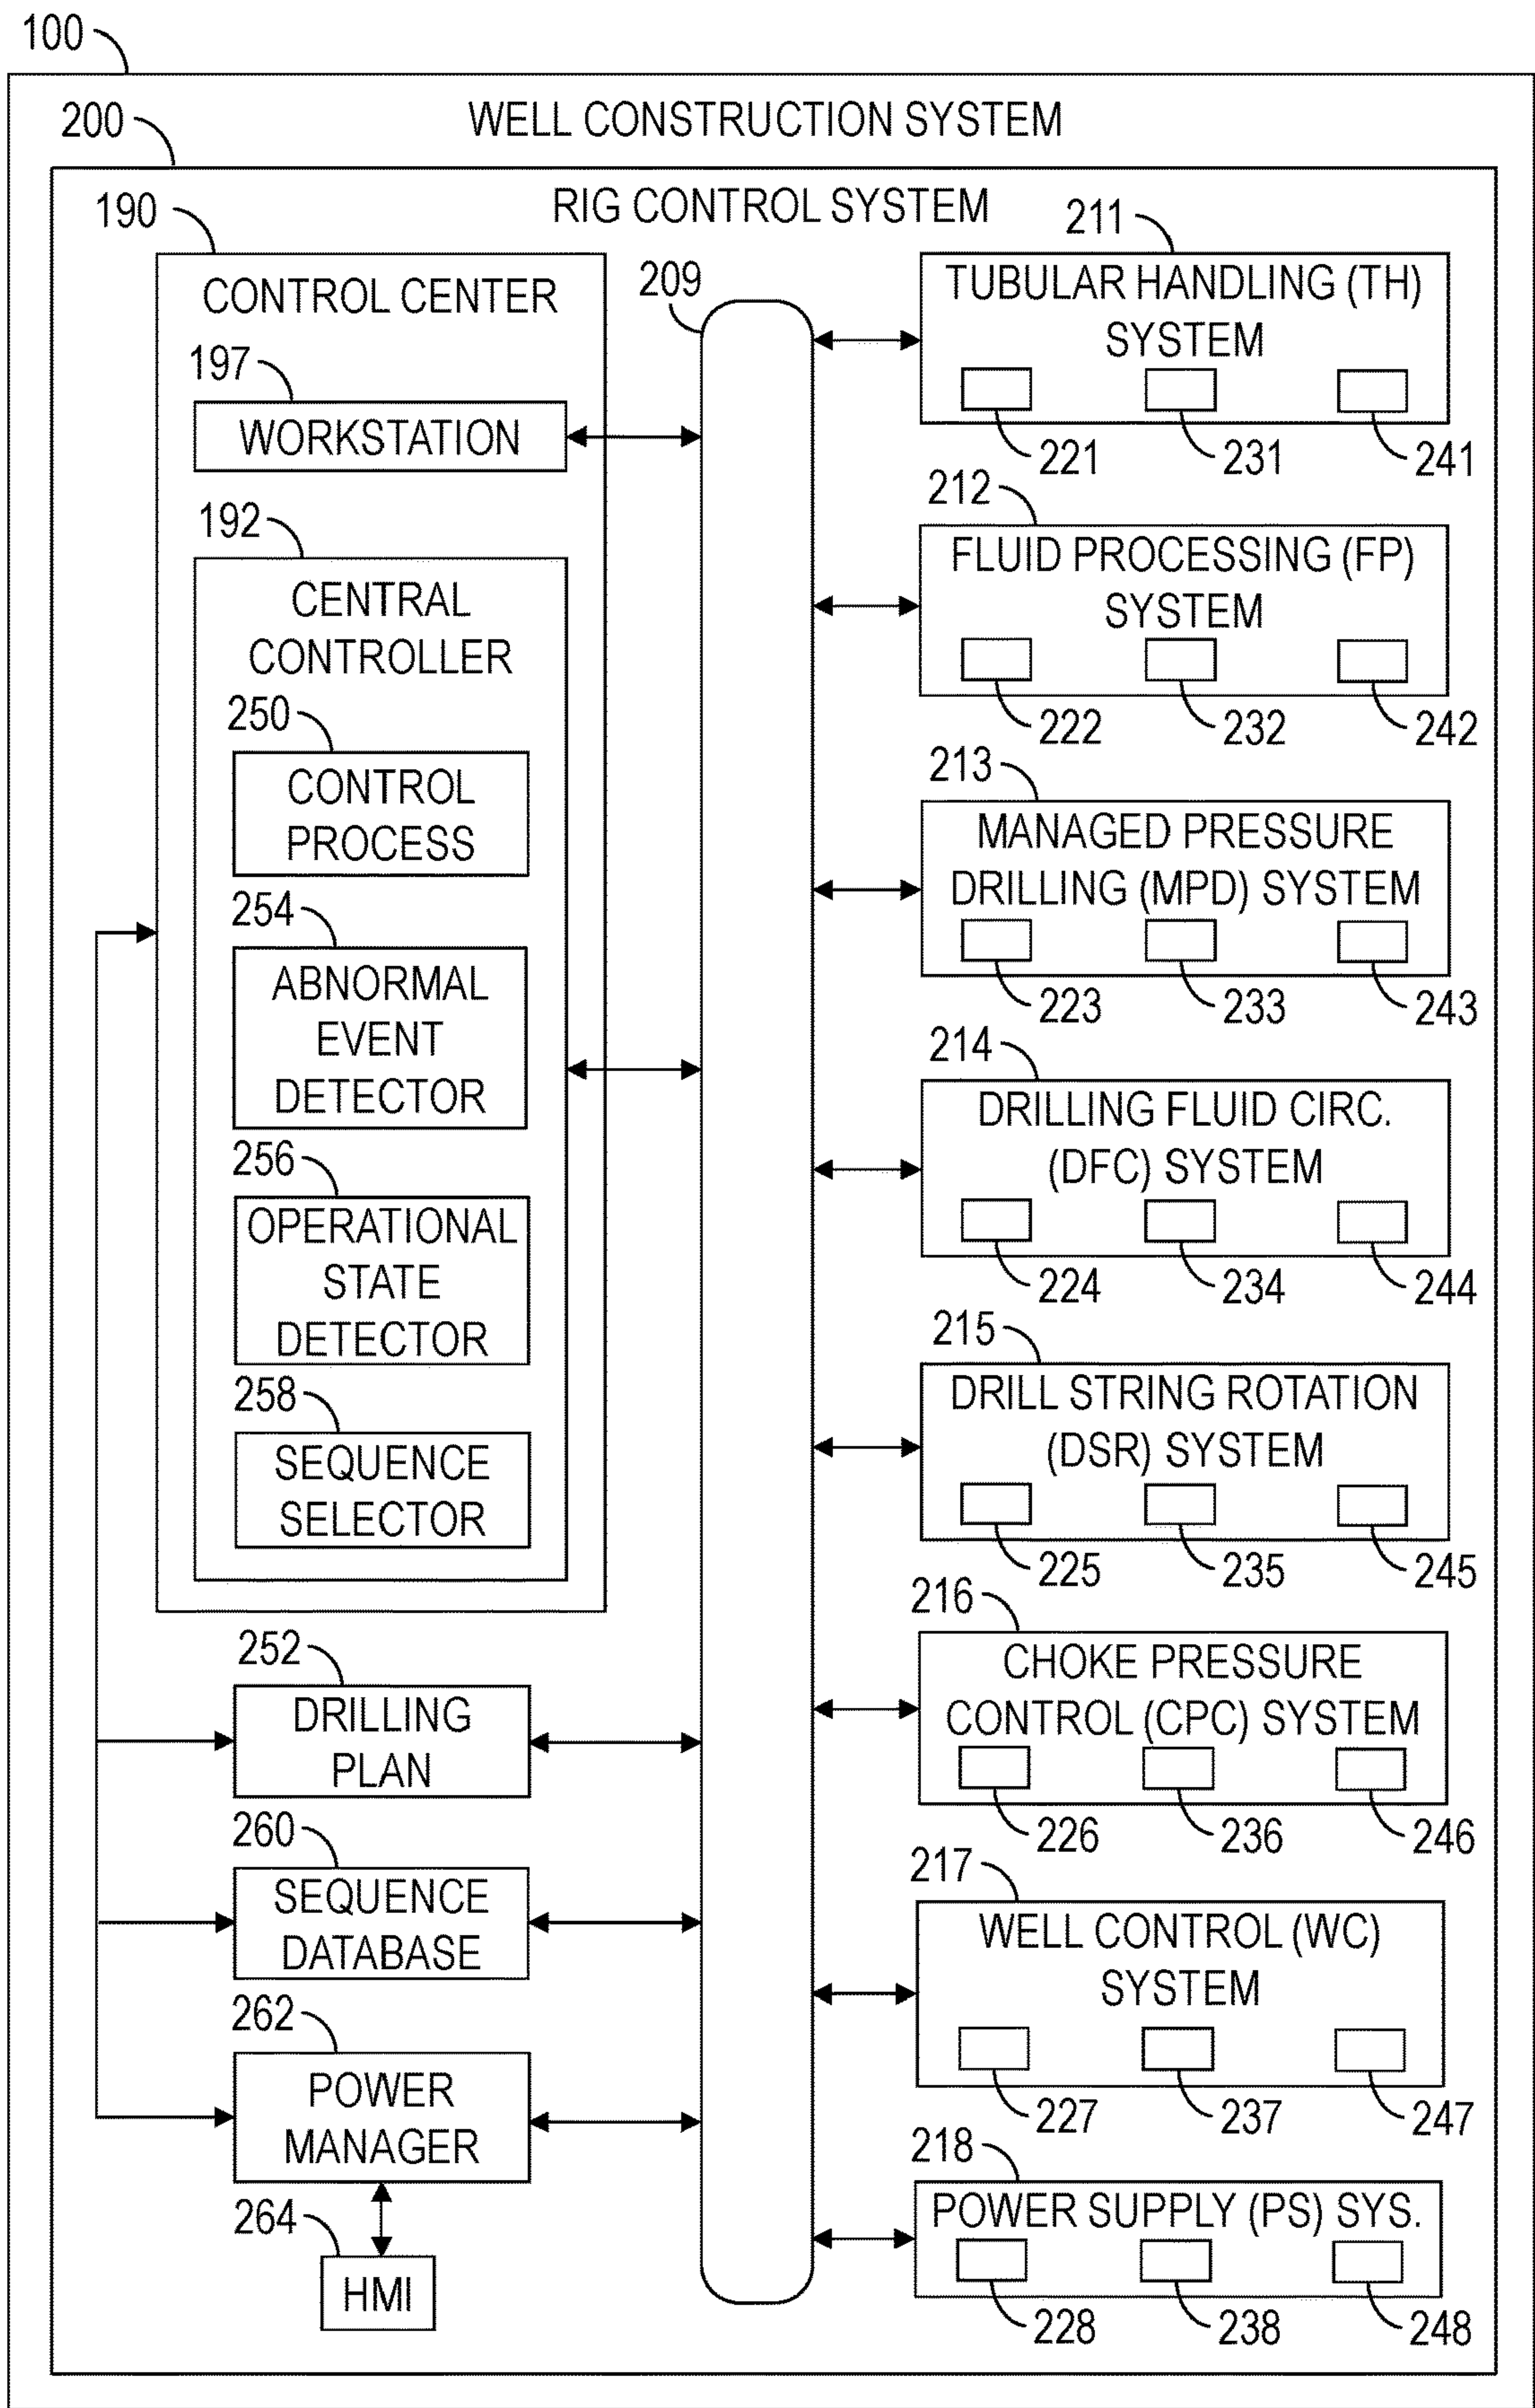 100
WELL CONSTRUCTION SYSTEM
200
RIG CONTROL SYSTEM
190
CONTROL CENTER
197
WORKSTATION
192
CENTRAL
CONTROLLER
250
CONTROL
PROCESS
254
ABNORMAL
EVENT
DETECTOR
256
OPERATIONAL
STATE
DETECTOR
258
SEQUENCE
SELECTOR
252
DRILLING
PLAN
260
SEQUENCE
DATABASE
262
POWER
MANAGER
264
HMI
209
211
TUBULAR HANDLING (TH)
SYSTEM
221 231 241
212
FLUID PROCESSING (FP)
SYSTEM
222 232 242
213
MANAGED PRESSURE
DRILLING (MPD) SYSTEM
223 233 243
214
DRILLING FLUID CIRC.
(DFC) SYSTEM
224 234 244
215
DRILL STRING ROTATION
(DSR) SYSTEM
225 235 245
216
CHOKE PRESSURE
CONTROL (CPC) SYSTEM
226 236 246
217
WELL CONTROL (WC)
SYSTEM
227 237 247
218
POWER SUPPLY (PS) SYS.
228 238 248